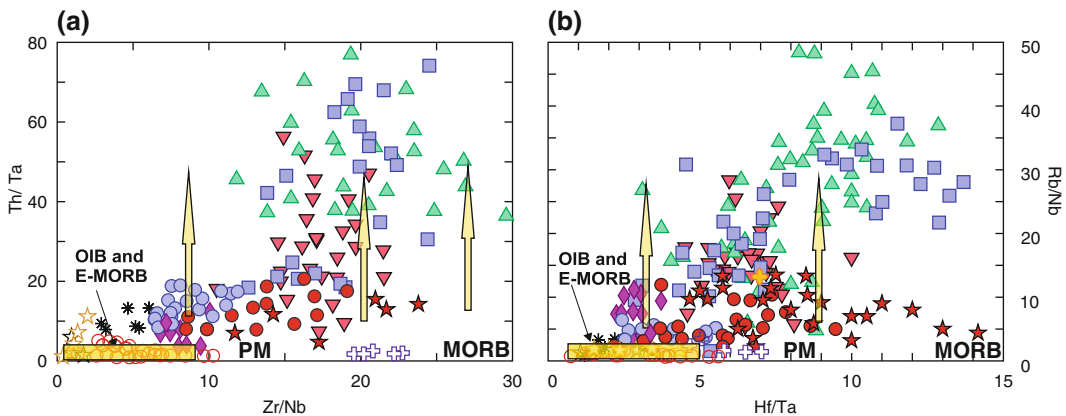 (a)
80
60
40
20
0
Th/Ta
OIB and
E-MORB
PM
MORB
0
10
20
30
Zr/Nb
(b)
OIB and
E-MORB
PM
MORB
0
5
10
15
Hf/Ta
50
40
30
20
10
0
Rb/Nb